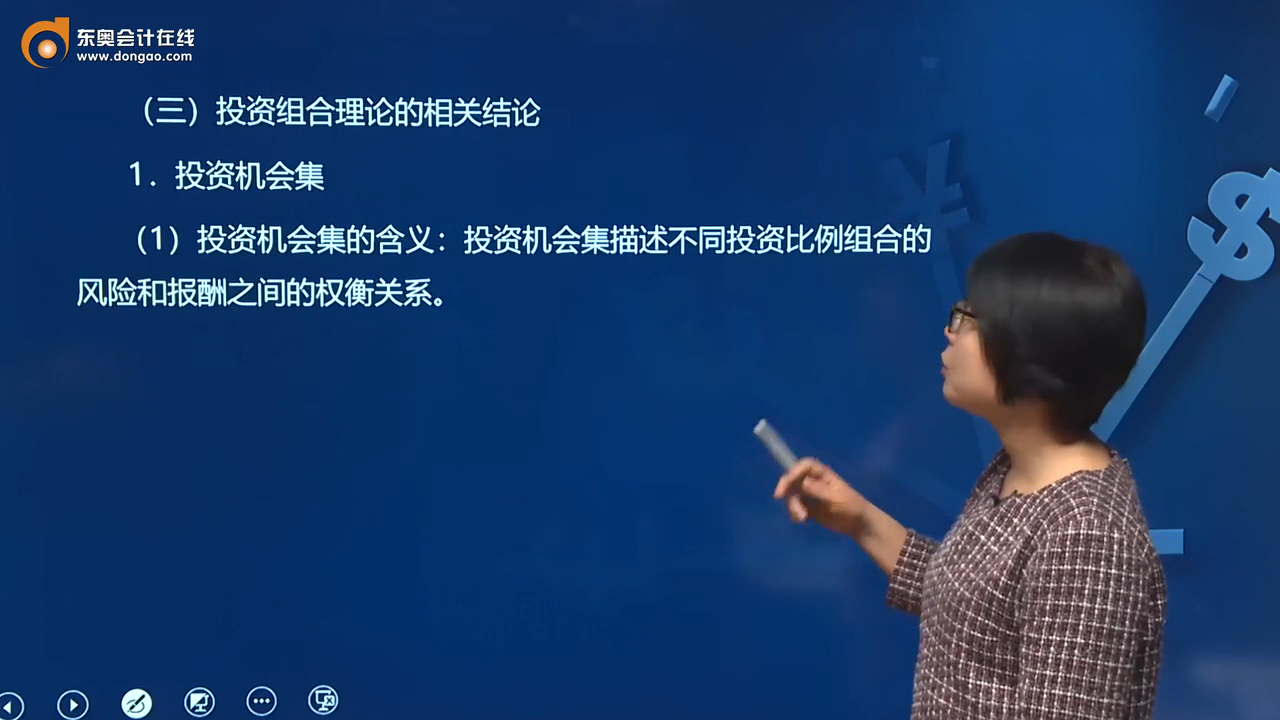 东奥会计在线
www.dongao.com
（三）投资组合理论的相关结论
1．投资机会集
（1）投资机会集的含义：投资机会集描述不同投资比例组合的
风险和报酬之间的权衡关系。